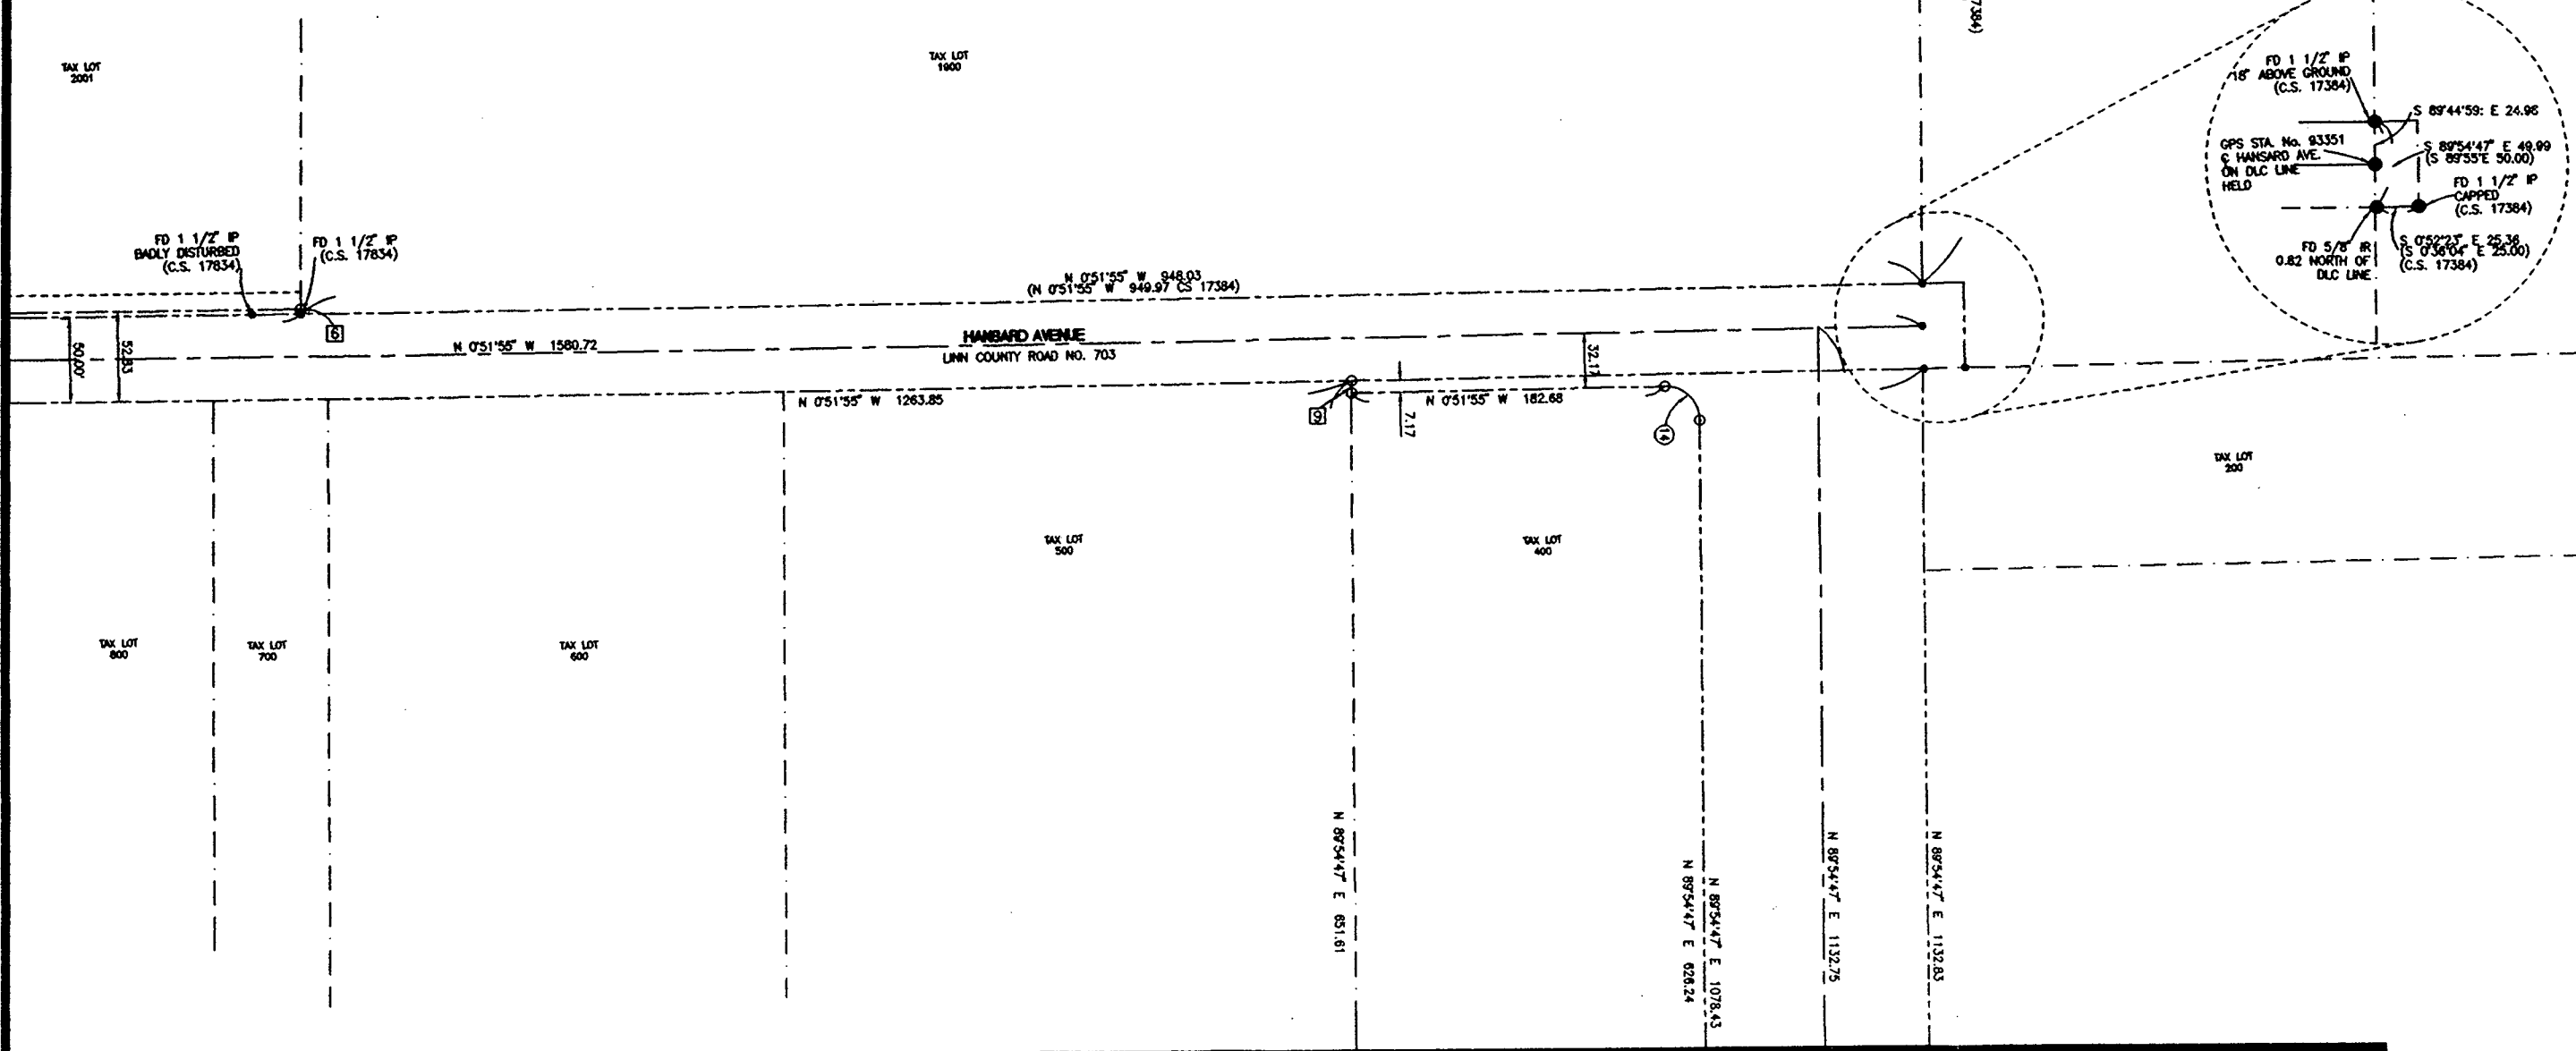 TAX LOT
2001
TAX LOT
1900
7384)
FD 1 1/2" IP
18" ABOVE GROUND
(C.S. 17384)
S 89°44'59: E 24.98
GPS STA. No. 93351
℄ HANSARD AVE.
ON DLC LINE
HELD
S 89°54'47" E 49.99
(S 89°55'E 50.00)
FD 1 1/2" IP
CAPPED
(C.S. 17384)
FD 5/8" IR
0.82 NORTH OF
DLC LINE
S 0°52'23" E 25.36
(S 0°36'04" E 25.00)
(C.S. 17384)
FD 1 1/2" IP
BADLY DISTURBED
(C.S. 17834)
FD 1 1/2" IP
(C.S. 17834)
6
N 0°51'55" W 948.03
(N 0°51'55" W 949.97 CS 17384)
50.00'
52.83
N 0°51'55" W 1580.72
HANSARD AVENUE
LINN COUNTY ROAD NO. 703
32.17
N 0°51'55" W 1263.85
9
7.17
N 0°51'55" W 182.68
14
TAX LOT
200
TAX LOT
500
TAX LOT
400
TAX LOT
800
TAX LOT
700
TAX LOT
600
N 89°54'47" E 651.61
N 89°54'47" E 626.24
N 89°54'47" E 1078.43
N 89°54'47" E 1132.75
N 89°54'47" E 1132.83